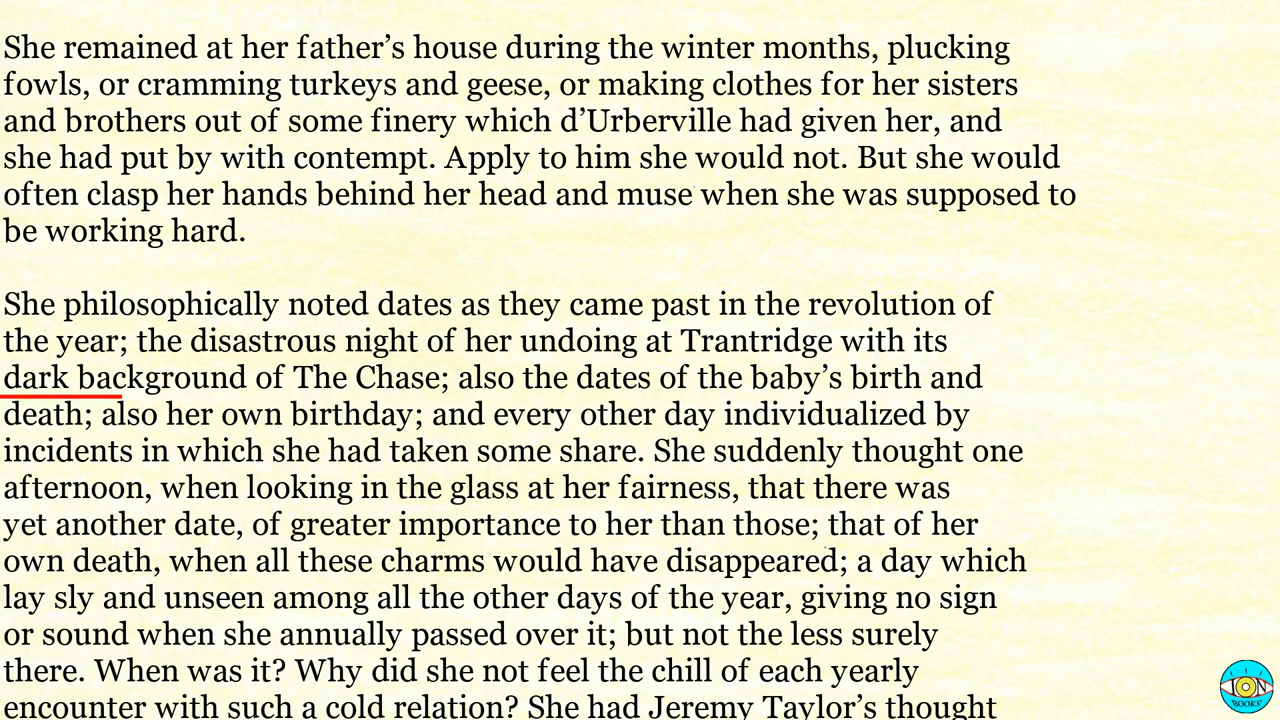 She remained at her father’s house during the winter months, plucking
fowls, or cramming turkeys and geese, or making clothes for her sisters
and brothers out of some finery which d’Urberville had given her, and
she had put by with contempt. Apply to him she would not. But she would
often clasp her hands behind her head and muse when she was supposed to
be working hard.
She philosophically noted dates as they came past in the revolution of
the year; the disastrous night of her undoing at Trantridge with its
dark background of The Chase; also the dates of the baby’s birth and
death; also her own birthday; and every other day individualized by
incidents in which she had taken some share. She suddenly thought one
afternoon, when looking in the glass at her fairness, that there was
yet another date, of greater importance to her than those; that of her
own death, when all these charms would have disappeared; a day which
lay sly and unseen among all the other days of the year, giving no sign
or sound when she annually passed over it; but not the less surely
there. When was it? Why did she not feel the chill of each yearly
encounter with such a cold relation? She had Jeremy Taylor’s thought
ION
BOOKS